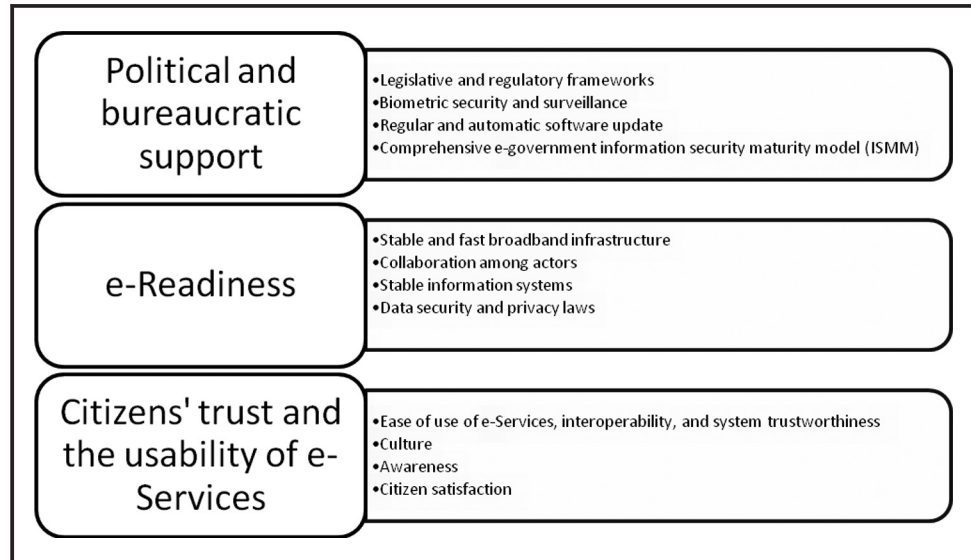 Political and
bureaucratic
support
•Legislative and regulatory frameworks
•Biometric security and surveillance
•Regular and automatic software update
•Comprehensive e-government information security maturity model (ISMM)
e-Readiness
•Stable and fast broadband infrastructure
•Collaboration among actors
•Stable information systems
•Data security and privacy laws
Citizens' trust and
the usability of e-
Services
•Ease of use of e-Services, interoperability, and system trustworthiness
•Culture
•Awareness
•Citizen satisfaction